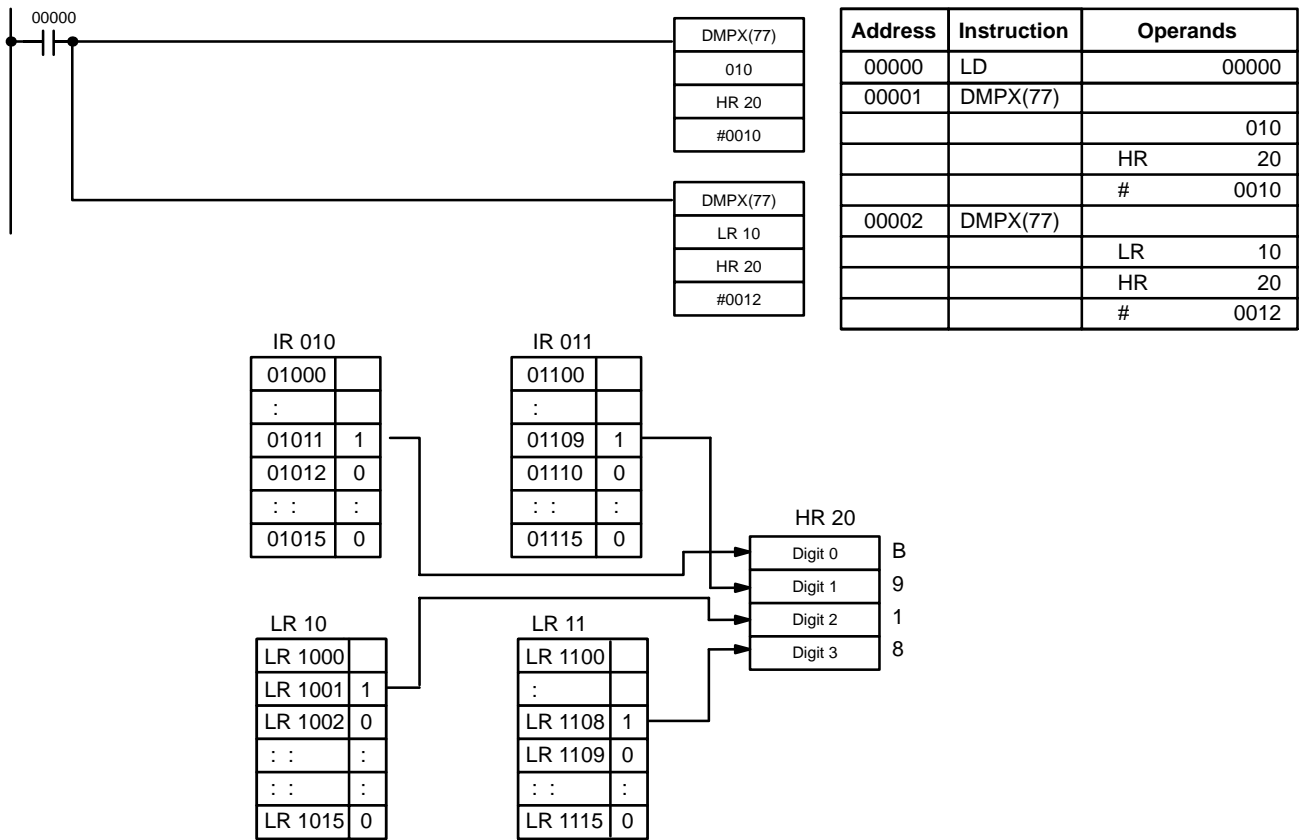 00000
DMPX(77)
010
HR 20
#0010
DMPX(77)
LR 10
HR 20
#0012
Address Instruction Operands
00000 LD 00000
00001 DMPX(77)
010
HR 20
# 0010
00002 DMPX(77)
LR 10
HR 20
# 0012
IR 010
01000
:
01011 1
01012 0
: : :
01015 0
IR 011
01100
:
01109 1
01110 0
: : :
01115 0
HR 20
Digit 0 B
Digit 1 9
Digit 2 1
Digit 3 8
LR 10
LR 1000
LR 1001 1
LR 1002 0
: : :
: : :
LR 1015 0
LR 11
LR 1100
:
LR 1108 1
LR 1109 0
: : :
LR 1115 0